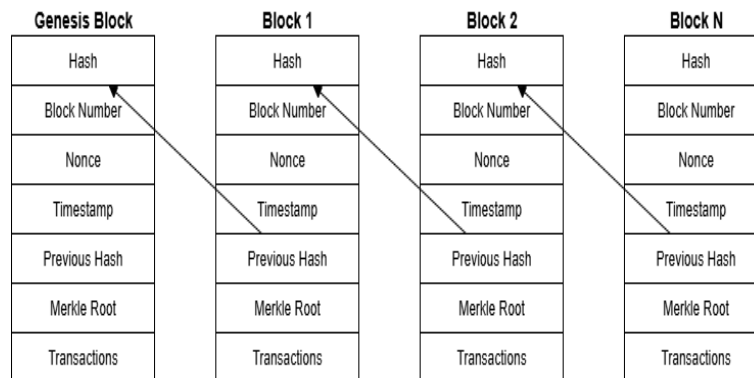 Genesis Block
Hash
Block Number
Nonce
Timestamp
Previous Hash
Merkle Root
Transactions
Block 1
Hash
Block Number
Nonce
Timestamp
Previous Hash
Merkle Root
Transactions
Block 2
Hash
Block Number
Nonce
Timestamp
Previous Hash
Merkle Root
Transactions
Block N
Hash
Block Number
Nonce
Timestamp
Previous Hash
Merkle Root
Transactions